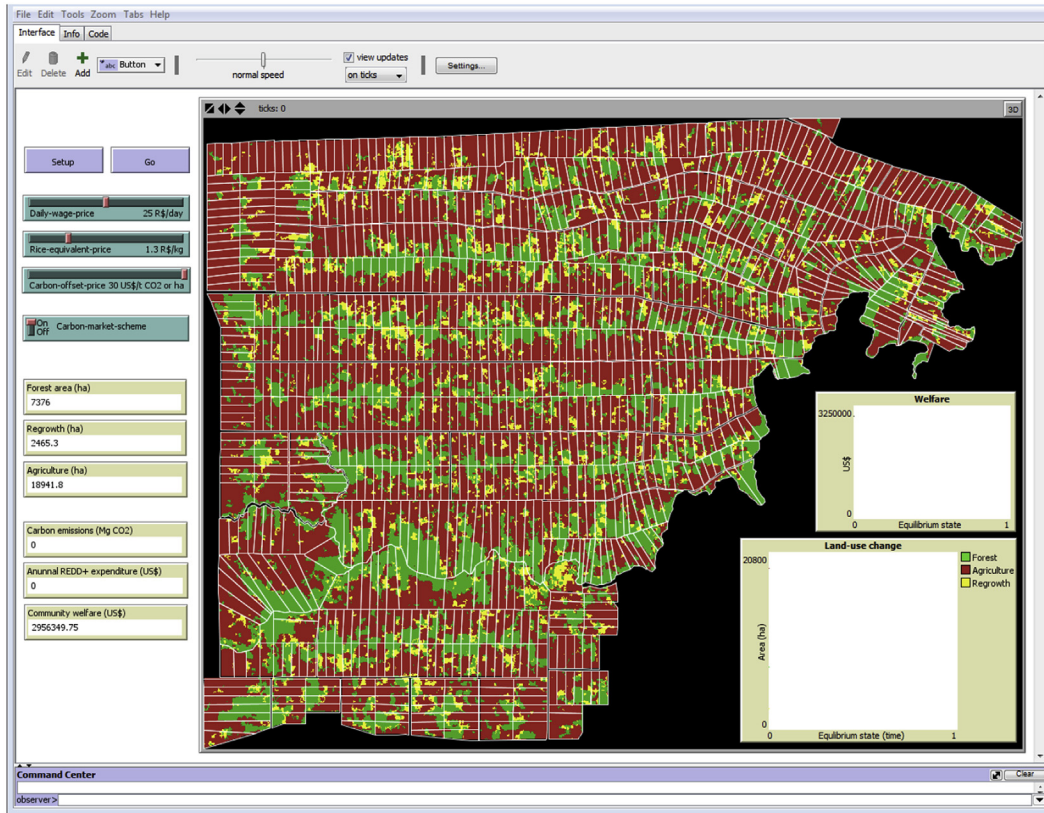 File Edit Tools Zoom Tabs Help
Interface Info Code
Edit Delete Add abc Button normal speed view updates on ticks Settings...
ticks: 0 3D
Setup Go
Daily-wage-price 25 R$/day
Rice-equivalent-price 1.3 R$/kg
Carbon-offset-price 30 US$/t CO2 or ha
On
Off Carbon-market-scheme
Forest area (ha)
7376
Regrowth (ha)
2465.3
Agriculture (ha)
18941.8
Carbon emissions (Mg CO2)
0
Anunnal REDD+ expenditure (US$)
0
Community welfare (US$)
2956349.75
Welfare
3250000
US$
0
0 Equilibrium state 1
Land-use change
20800
Area (ha)
0
0 Equilibrium state (time) 1
Forest
Agriculture
Regrowth
Command Center Clear
observer>